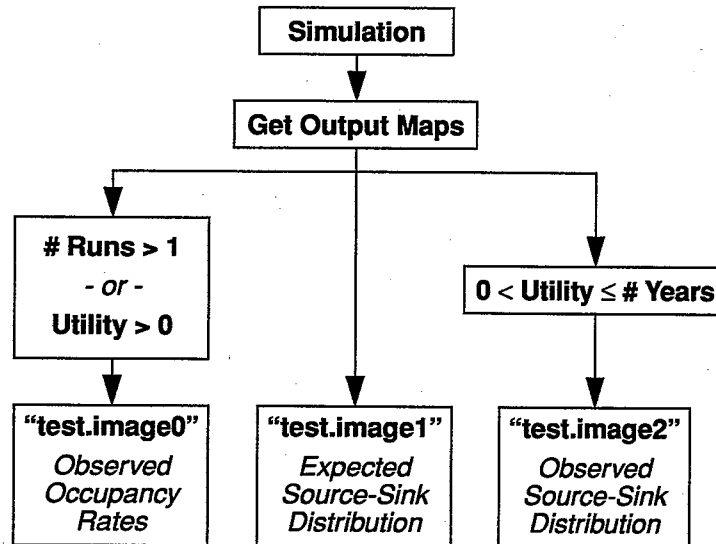 Simulation
Get Output Maps
# Runs > 1
- or -
Utility > 0
0 < Utility ≤ # Years
“test.image0”
Observed
Occupancy
Rates
“test.image1”
Expected
Source-Sink
Distribution
“test.image2”
Observed
Source-Sink
Distribution